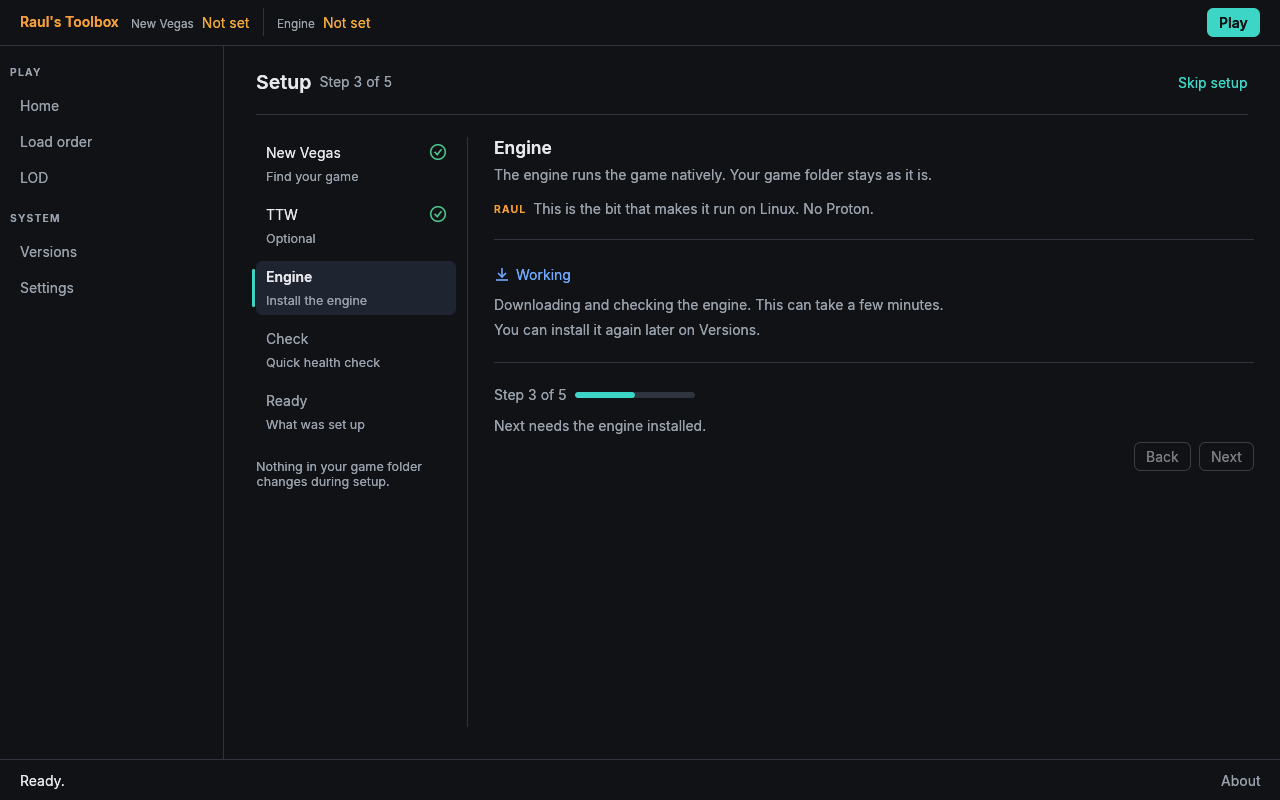 Raul's Toolbox New Vegas Not set Engine Not set Play
PLAY
Home
Load order
LOD
SYSTEM
Versions
Settings
Setup Step 3 of 5 Skip setup
New Vegas
Find your game
TTW
Optional
Engine
Install the engine
Check
Quick health check
Ready
What was set up
Nothing in your game folder
changes during setup.
Engine
The engine runs the game natively. Your game folder stays as it is.
RAUL This is the bit that makes it run on Linux. No Proton.
Working
Downloading and checking the engine. This can take a few minutes.
You can install it again later on Versions.
Step 3 of 5
Next needs the engine installed.
Back Next
Ready. About